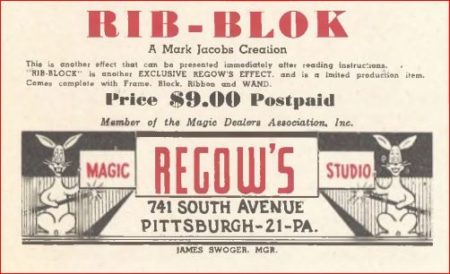 RIB-BLOK
A Mark Jacobs Creation
This is another effect that can be presented immediately after reading instructions.
"RIB-BLOCK" is another EXCLUSIVE REGOW'S EFFECT. and is a limited production item.
Comes complete with Frame, Block, Ribbon and WAND.
Price $9.00 Postpaid
Member of the Magic Dealers Association, Inc.
MAGIC REGOW'S STUDIO
741 SOUTH AVENUE
PITTSBURGH-21-PA.
JAMES SWOGER, MGR.